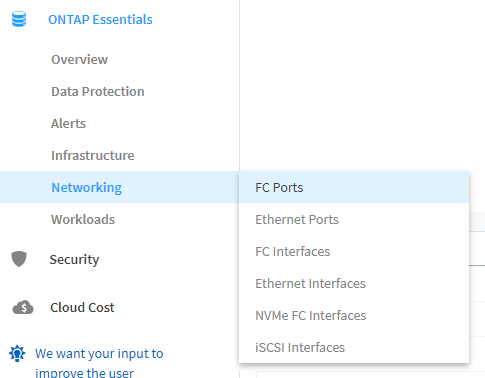 ONTAP Essentials
Overview
Data Protection
Alerts
Infrastructure
Networking
Workloads
Security
Cloud Cost
We want your input to
improve the user
FC Ports
Ethernet Ports
FC Interfaces
Ethernet Interfaces
NVMe FC Interfaces
iSCSI Interfaces